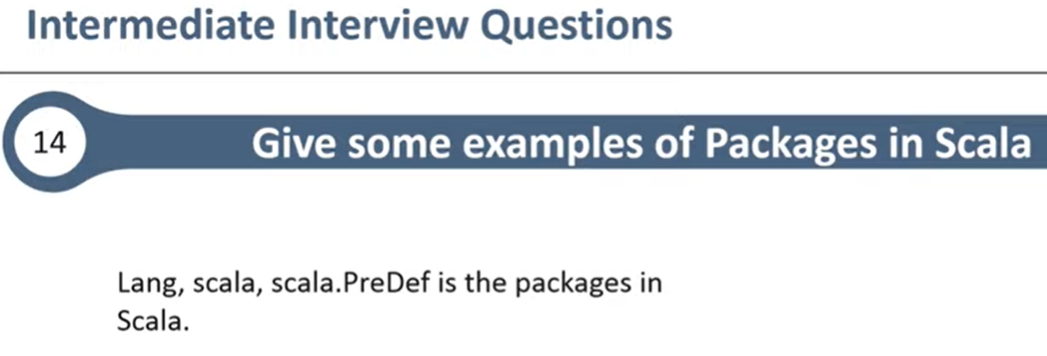 Intermediate Interview Questions
14
Give some examples of Packages in Scala
Lang, scala, scala.PreDef is the packages in
Scala.